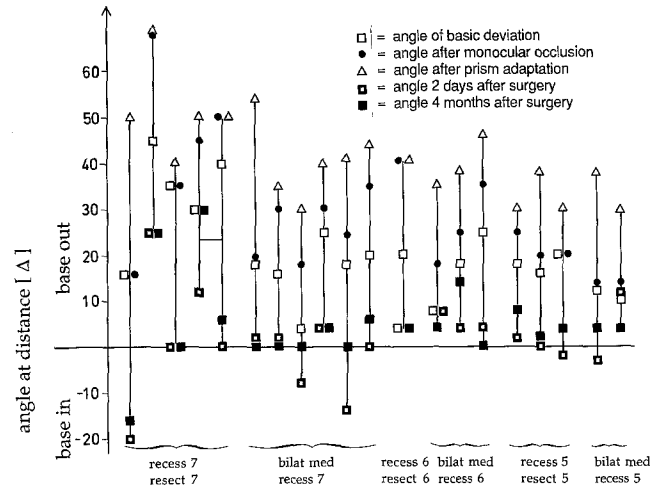 □ = angle of basic deviation
● = angle after monocular occlusion
△ = angle after prism adaptation
◘ = angle 2 days after surgery
■ = angle 4 months after surgery
angle at distance [ Δ ]
base out
base in
60
50
40
30
20
10
0
-10
-20
recess 7
resect 7
bilat med
recess 7
recess 6
resect 6
bilat med
recess 6
recess 5
resect 5
bilat med
recess 5